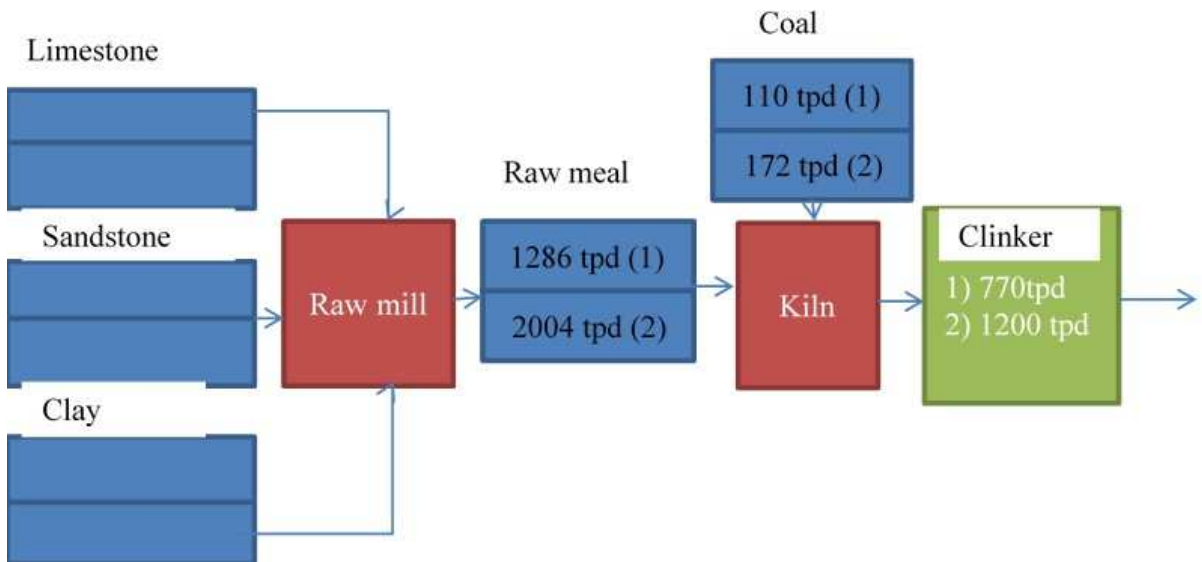 Limestone
Sandstone
Clay
Raw mill
Raw meal
1286 tpd (1)
2004 tpd (2)
Coal
110 tpd (1)
172 tpd (2)
Kiln
Clinker
1) 770tpd
2) 1200 tpd